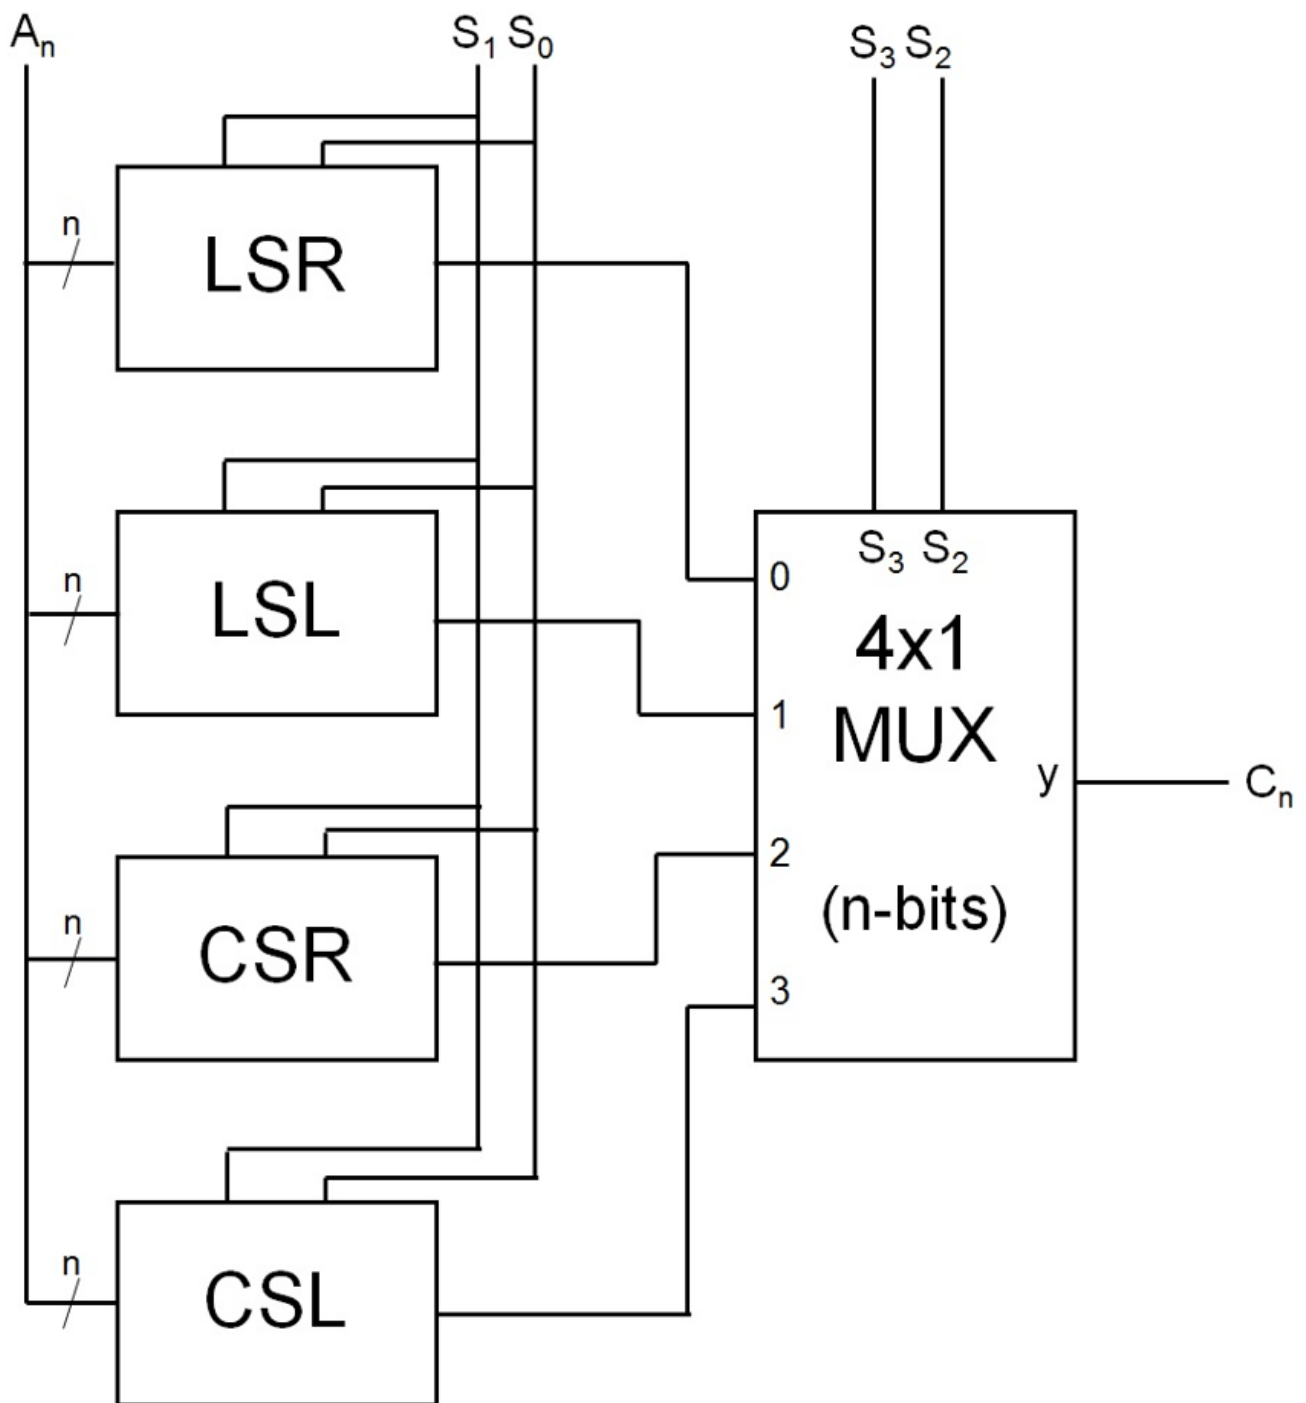 Aₙ
S₁ S₀
S₃ S₂
n
LSR
n
LSL
n
CSR
n
CSL
S₃ S₂
0
4x1
1
MUX
y
Cₙ
2
(n-bits)
3